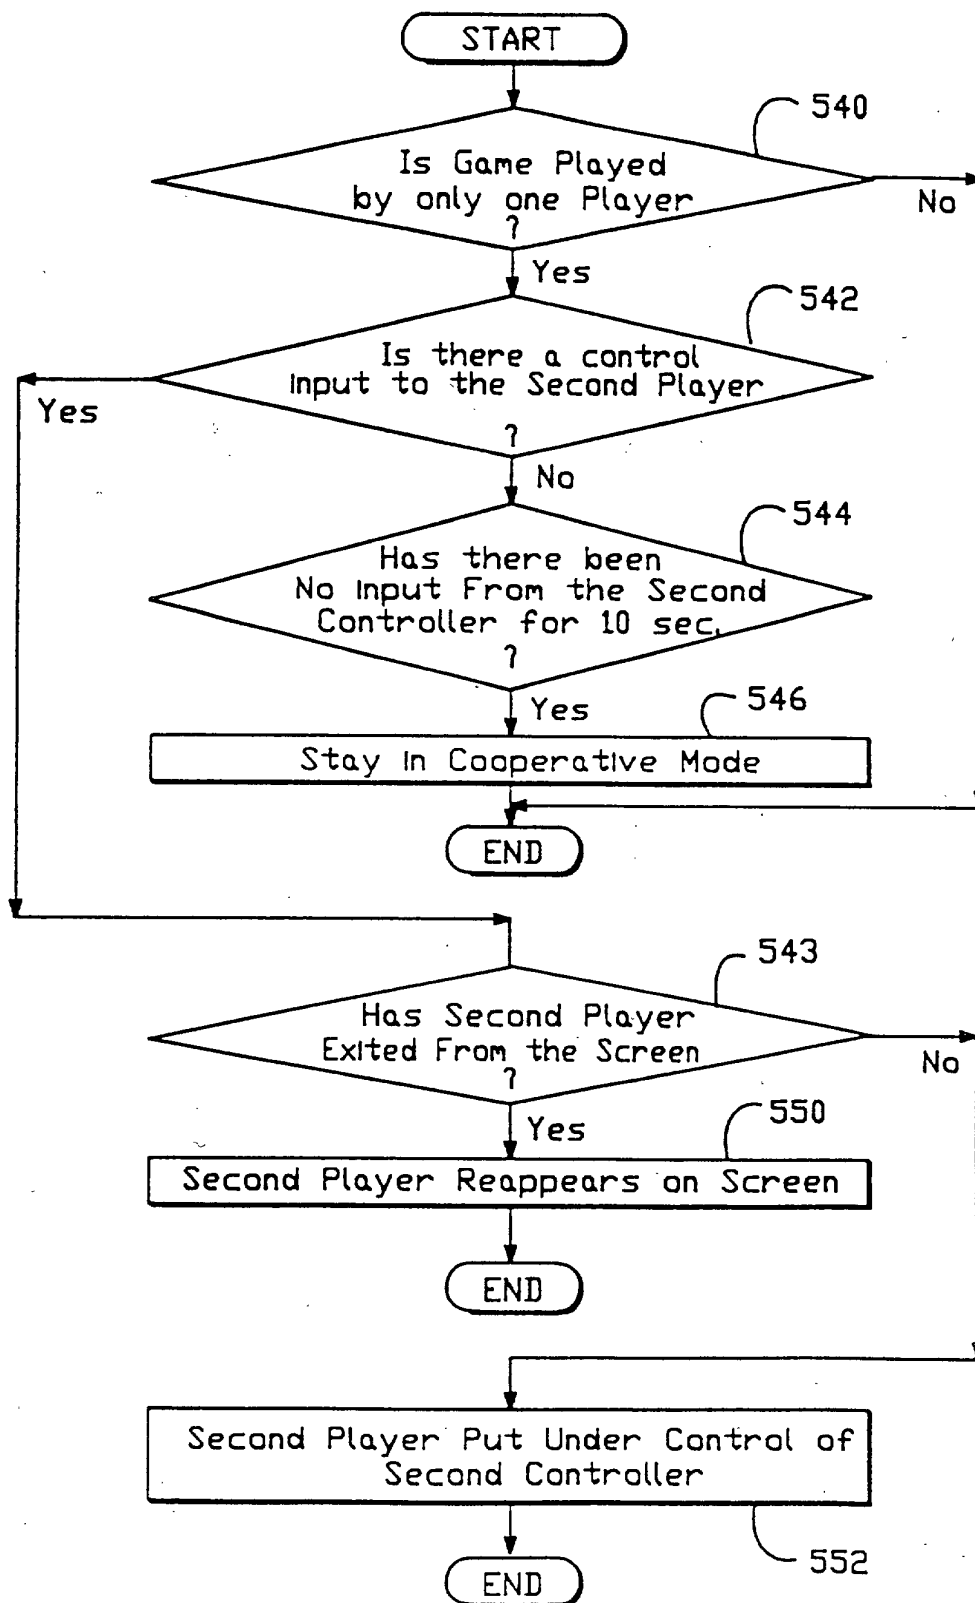 START
540
Is Game Played
by only one Player
?
No
Yes
542
Is there a control
Input to the Second Player
?
Yes
No
544
Has there been
No Input From the Second
Controller for 10 sec.
?
Yes
546
Stay In Cooperative Mode
END
543
Has Second Player
Exited From the Screen
?
No
Yes
550
Second Player Reappears on Screen
END
Second Player Put Under Control of
Second Controller
552
END